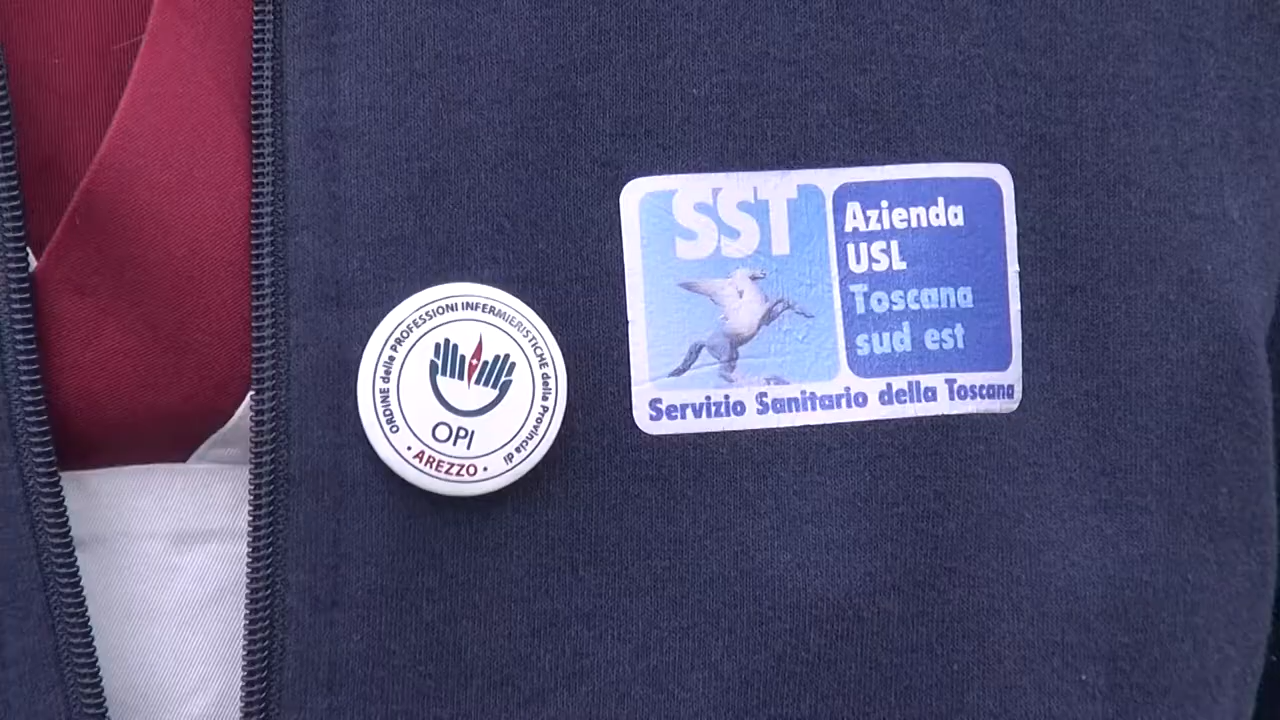 ORDINE delle PROFESSIONI INFERMIERISTICHE della Provincia di
OPI
• AREZZO •
SST
Azienda
USL
Toscana
sud est
Servizio Sanitario della Toscana